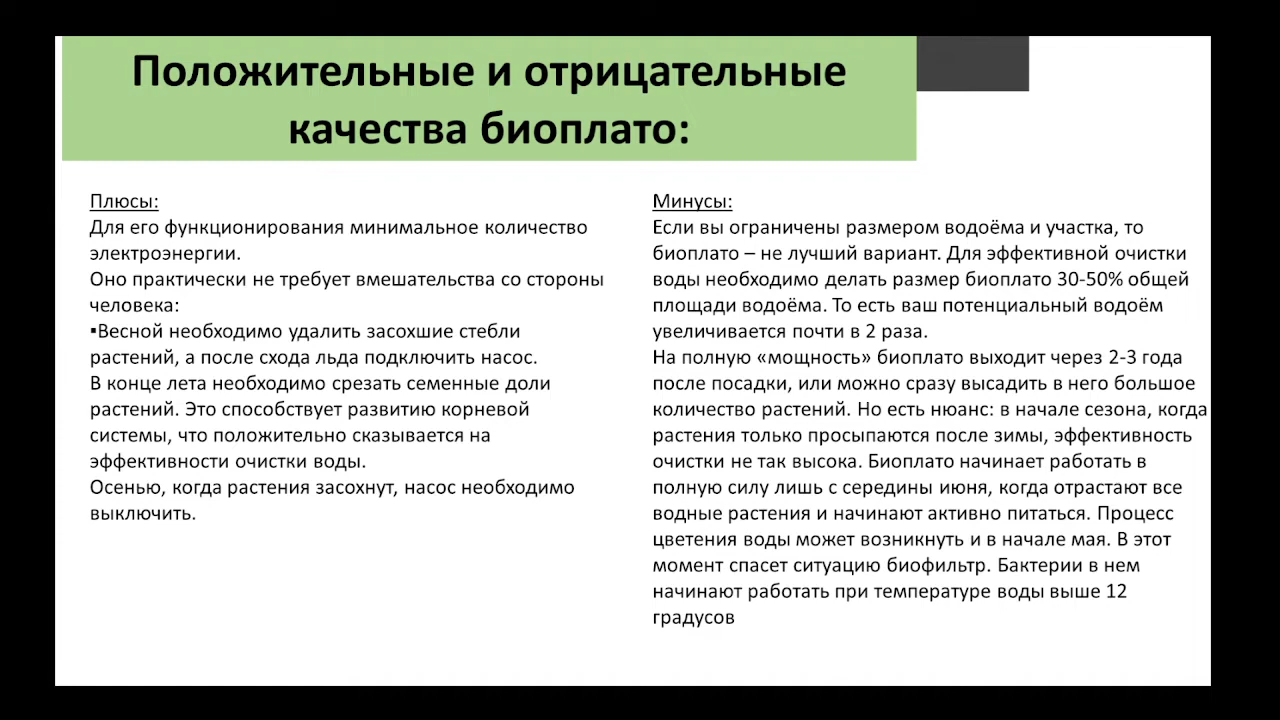 Положительные и отрицательные
качества биоплато:
Плюсы:
Для его функционирования минимальное количество
электроэнергии.
Оно практически не требует вмешательства со стороны
человека:
▪Весной необходимо удалить засохшие стебли
растений, а после схода льда подключить насос.
В конце лета необходимо срезать семенные доли
растений. Это способствует развитию корневой
системы, что положительно сказывается на
эффективности очистки воды.
Осенью, когда растения засохнут, насос необходимо
выключить.
Минусы:
Если вы ограничены размером водоёма и участка, то
биоплато – не лучший вариант. Для эффективной очистки
воды необходимо делать размер биоплато 30-50% общей
площади водоёма. То есть ваш потенциальный водоём
увеличивается почти в 2 раза.
На полную «мощность» биоплато выходит через 2-3 года
после посадки, или можно сразу высадить в него большое
количество растений. Но есть нюанс: в начале сезона, когда
растения только просыпаются после зимы, эффективность
очистки не так высока. Биоплато начинает работать в
полную силу лишь с середины июня, когда отрастают все
водные растения и начинают активно питаться. Процесс
цветения воды может возникнуть и в начале мая. В этот
момент спасет ситуацию биофильтр. Бактерии в нем
начинают работать при температуре воды выше 12
градусов